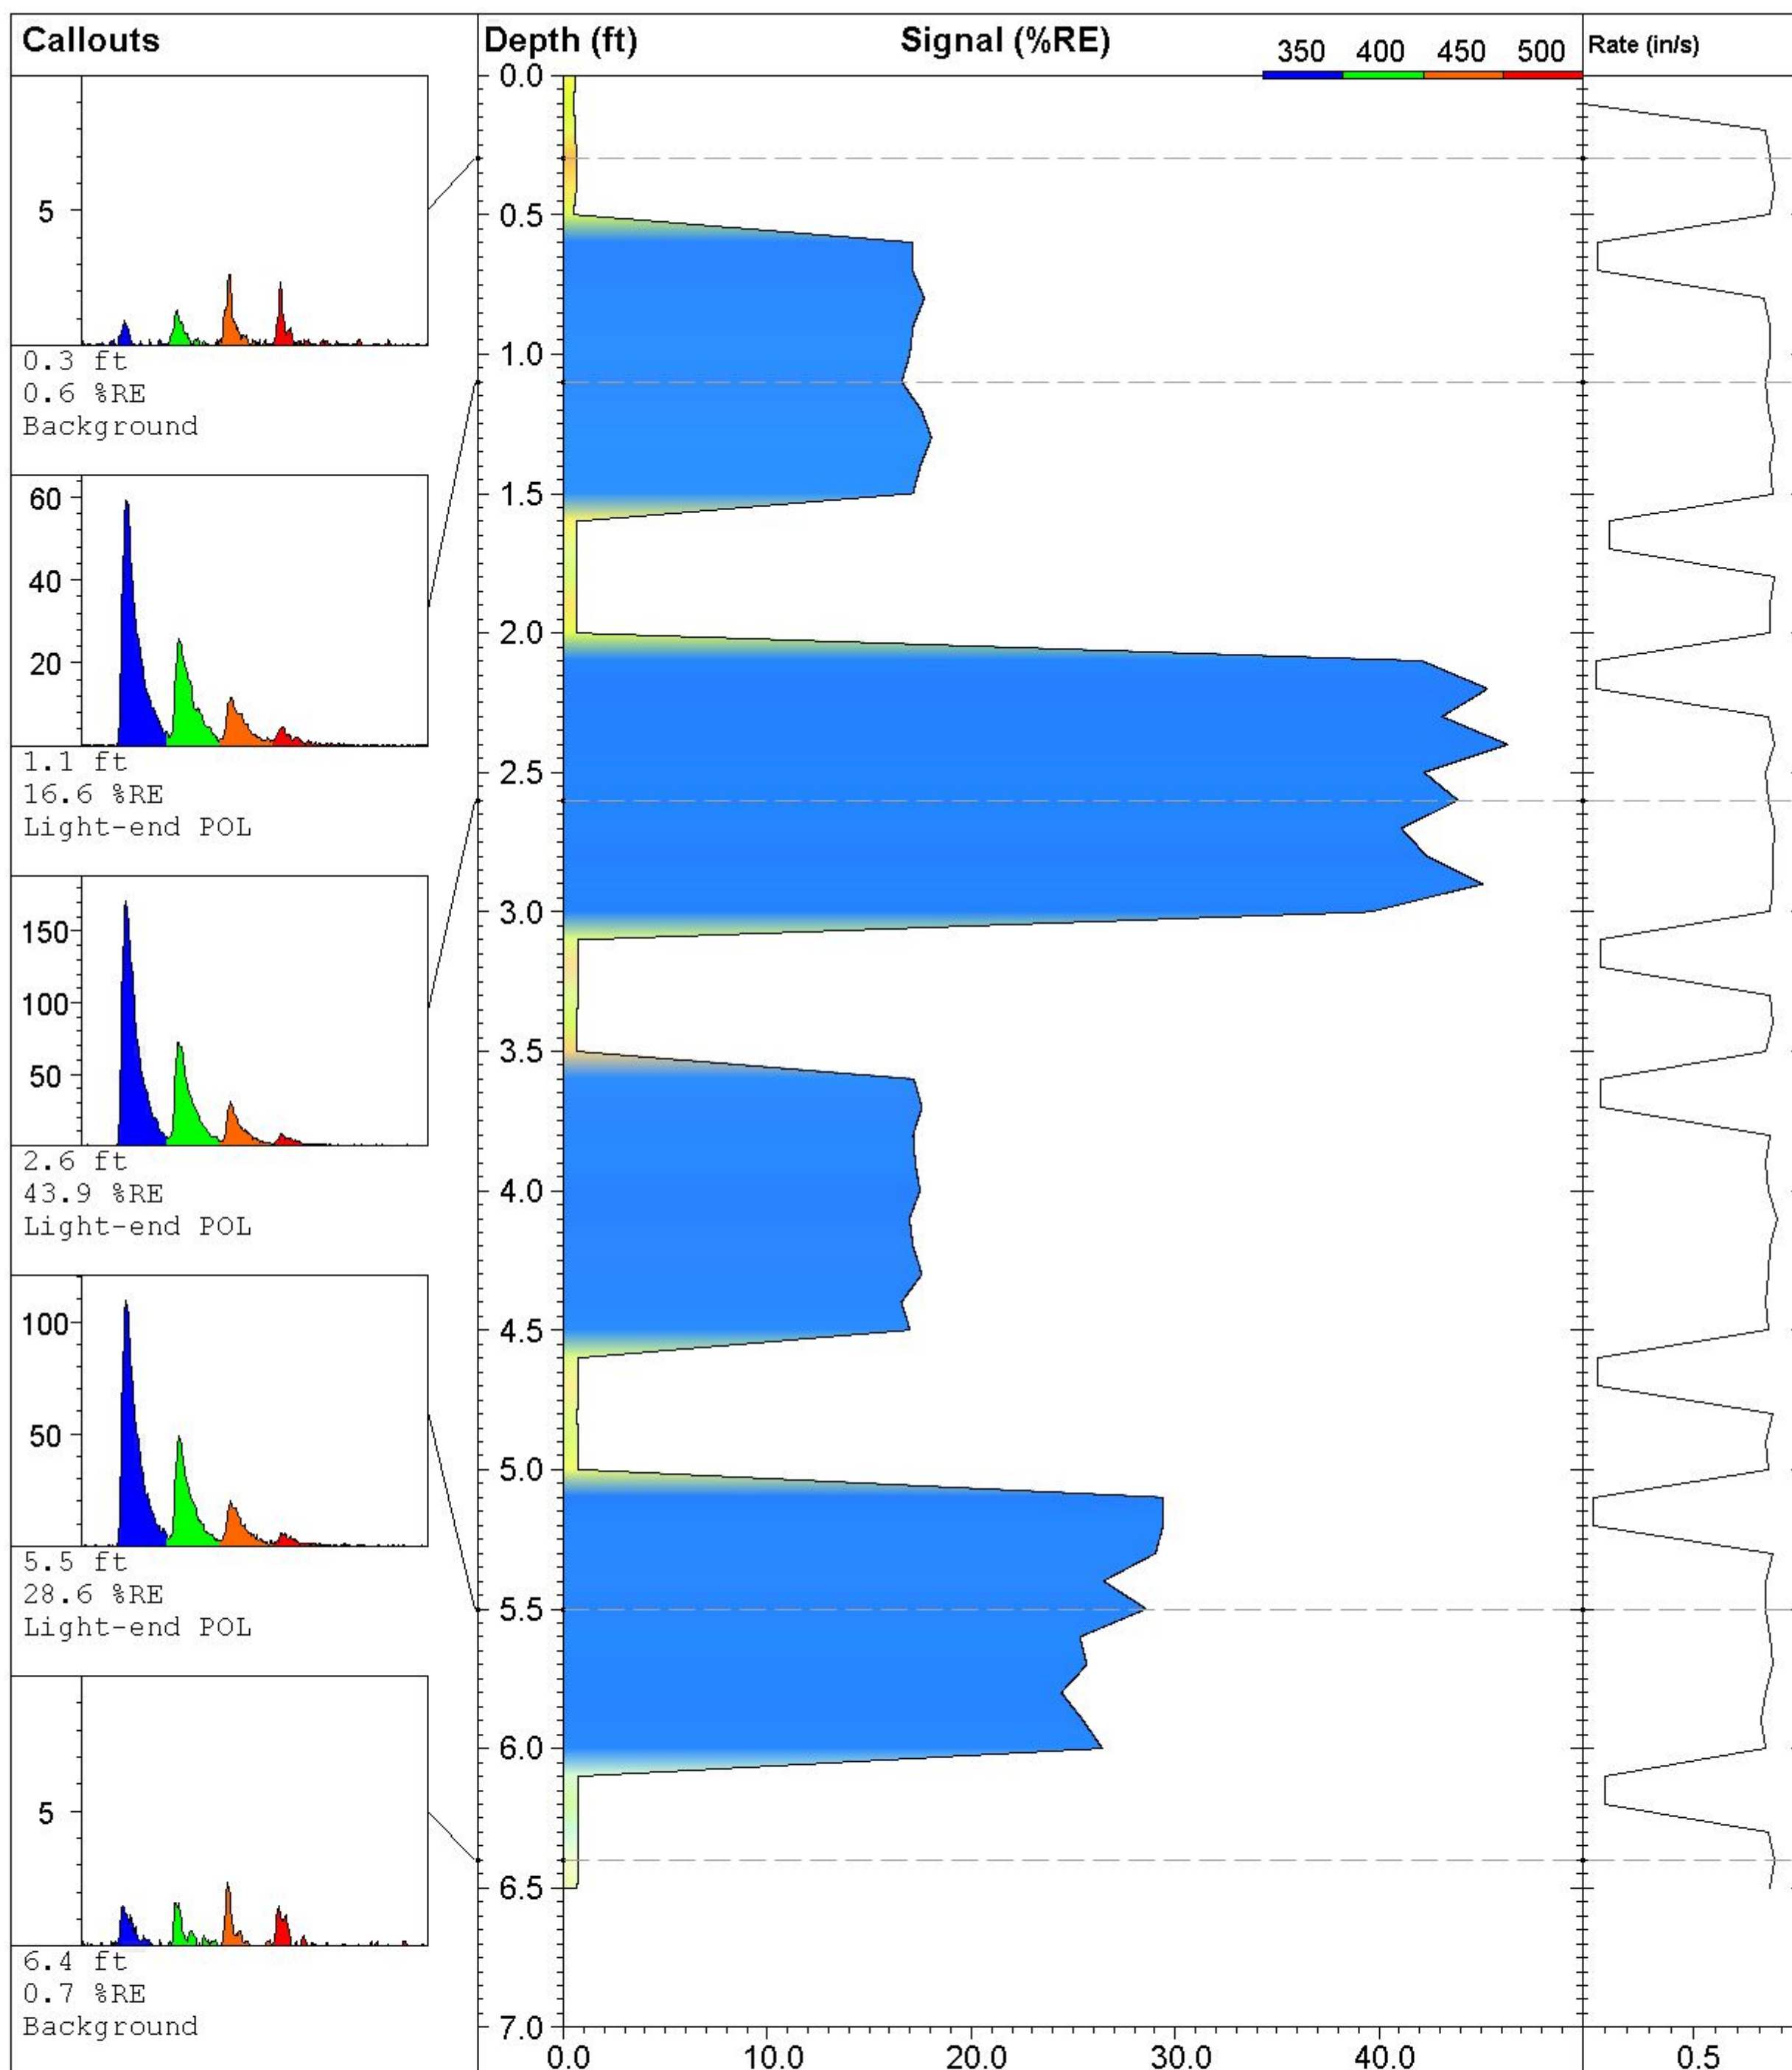 Callouts
Depth (ft)
Signal (%RE)
350 400 450 500
Rate (in/s)
5
0.3 ft
0.6 %RE
Background
60
40
20
1.1 ft
16.6 %RE
Light-end POL
150
100
50
2.6 ft
43.9 %RE
Light-end POL
100
50
5.5 ft
28.6 %RE
Light-end POL
5
6.4 ft
0.7 %RE
Background
0.0
0.5
1.0
1.5
2.0
2.5
3.0
3.5
4.0
4.5
5.0
5.5
6.0
6.5
7.0
0.0 10.0 20.0 30.0 40.0
0.5